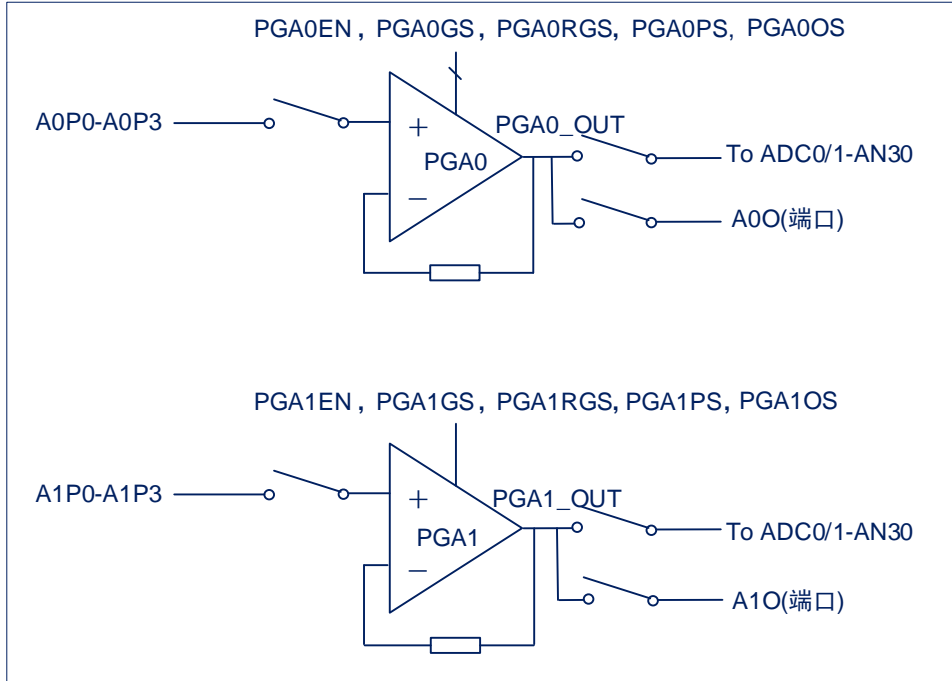 PGA0EN，PGA0GS，PGA0RGS, PGA0PS, PGA0OS
A0P0-A0P3
+
PGA0_OUT
PGA0
To ADC0/1-AN30
−
A0O(端口)
PGA1EN，PGA1GS，PGA1RGS, PGA1PS, PGA1OS
A1P0-A1P3
+
PGA1_OUT
PGA1
To ADC0/1-AN30
−
A1O(端口)